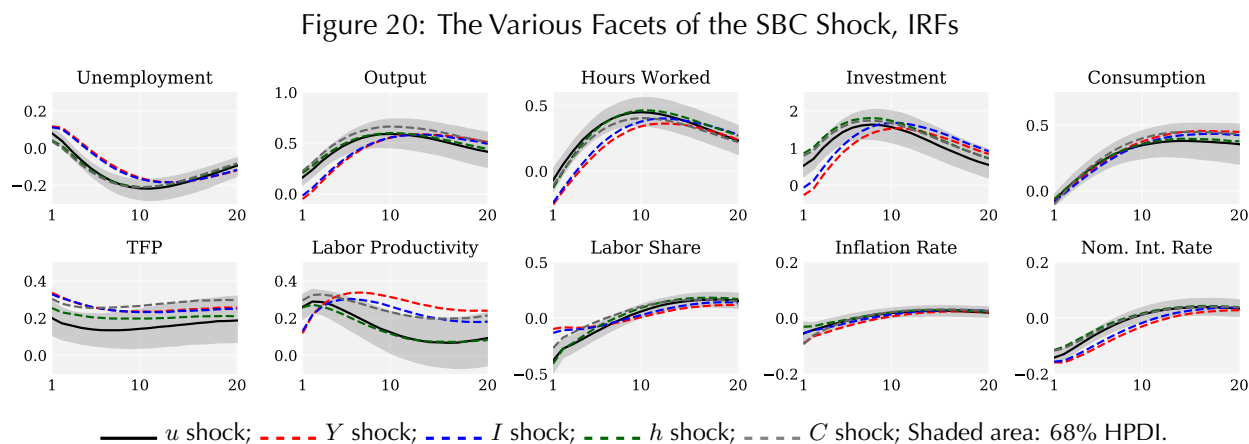 Figure 20: The Various Facets of the SBC Shock, IRFs
Unemployment
Output
Hours Worked
Investment
Consumption
0.2
0.0
−0.2
1 10 20
1.0
0.5
0.0
1 10 20
0.5
0.0
1 10 20
2
1
0
1 10 20
0.5
0.0
1 10 20
TFP
Labor Productivity
Labor Share
Inflation Rate
Nom. Int. Rate
0.4
0.2
0.0
1 10 20
0.4
0.2
0.0
1 10 20
0.5
0.0
−0.5
1 10 20
0.2
0.0
−0.2
1 10 20
0.2
0.0
−0.2
1 10 20
u shock; Y shock; I shock; h shock; C shock; Shaded area: 68% HPDI.